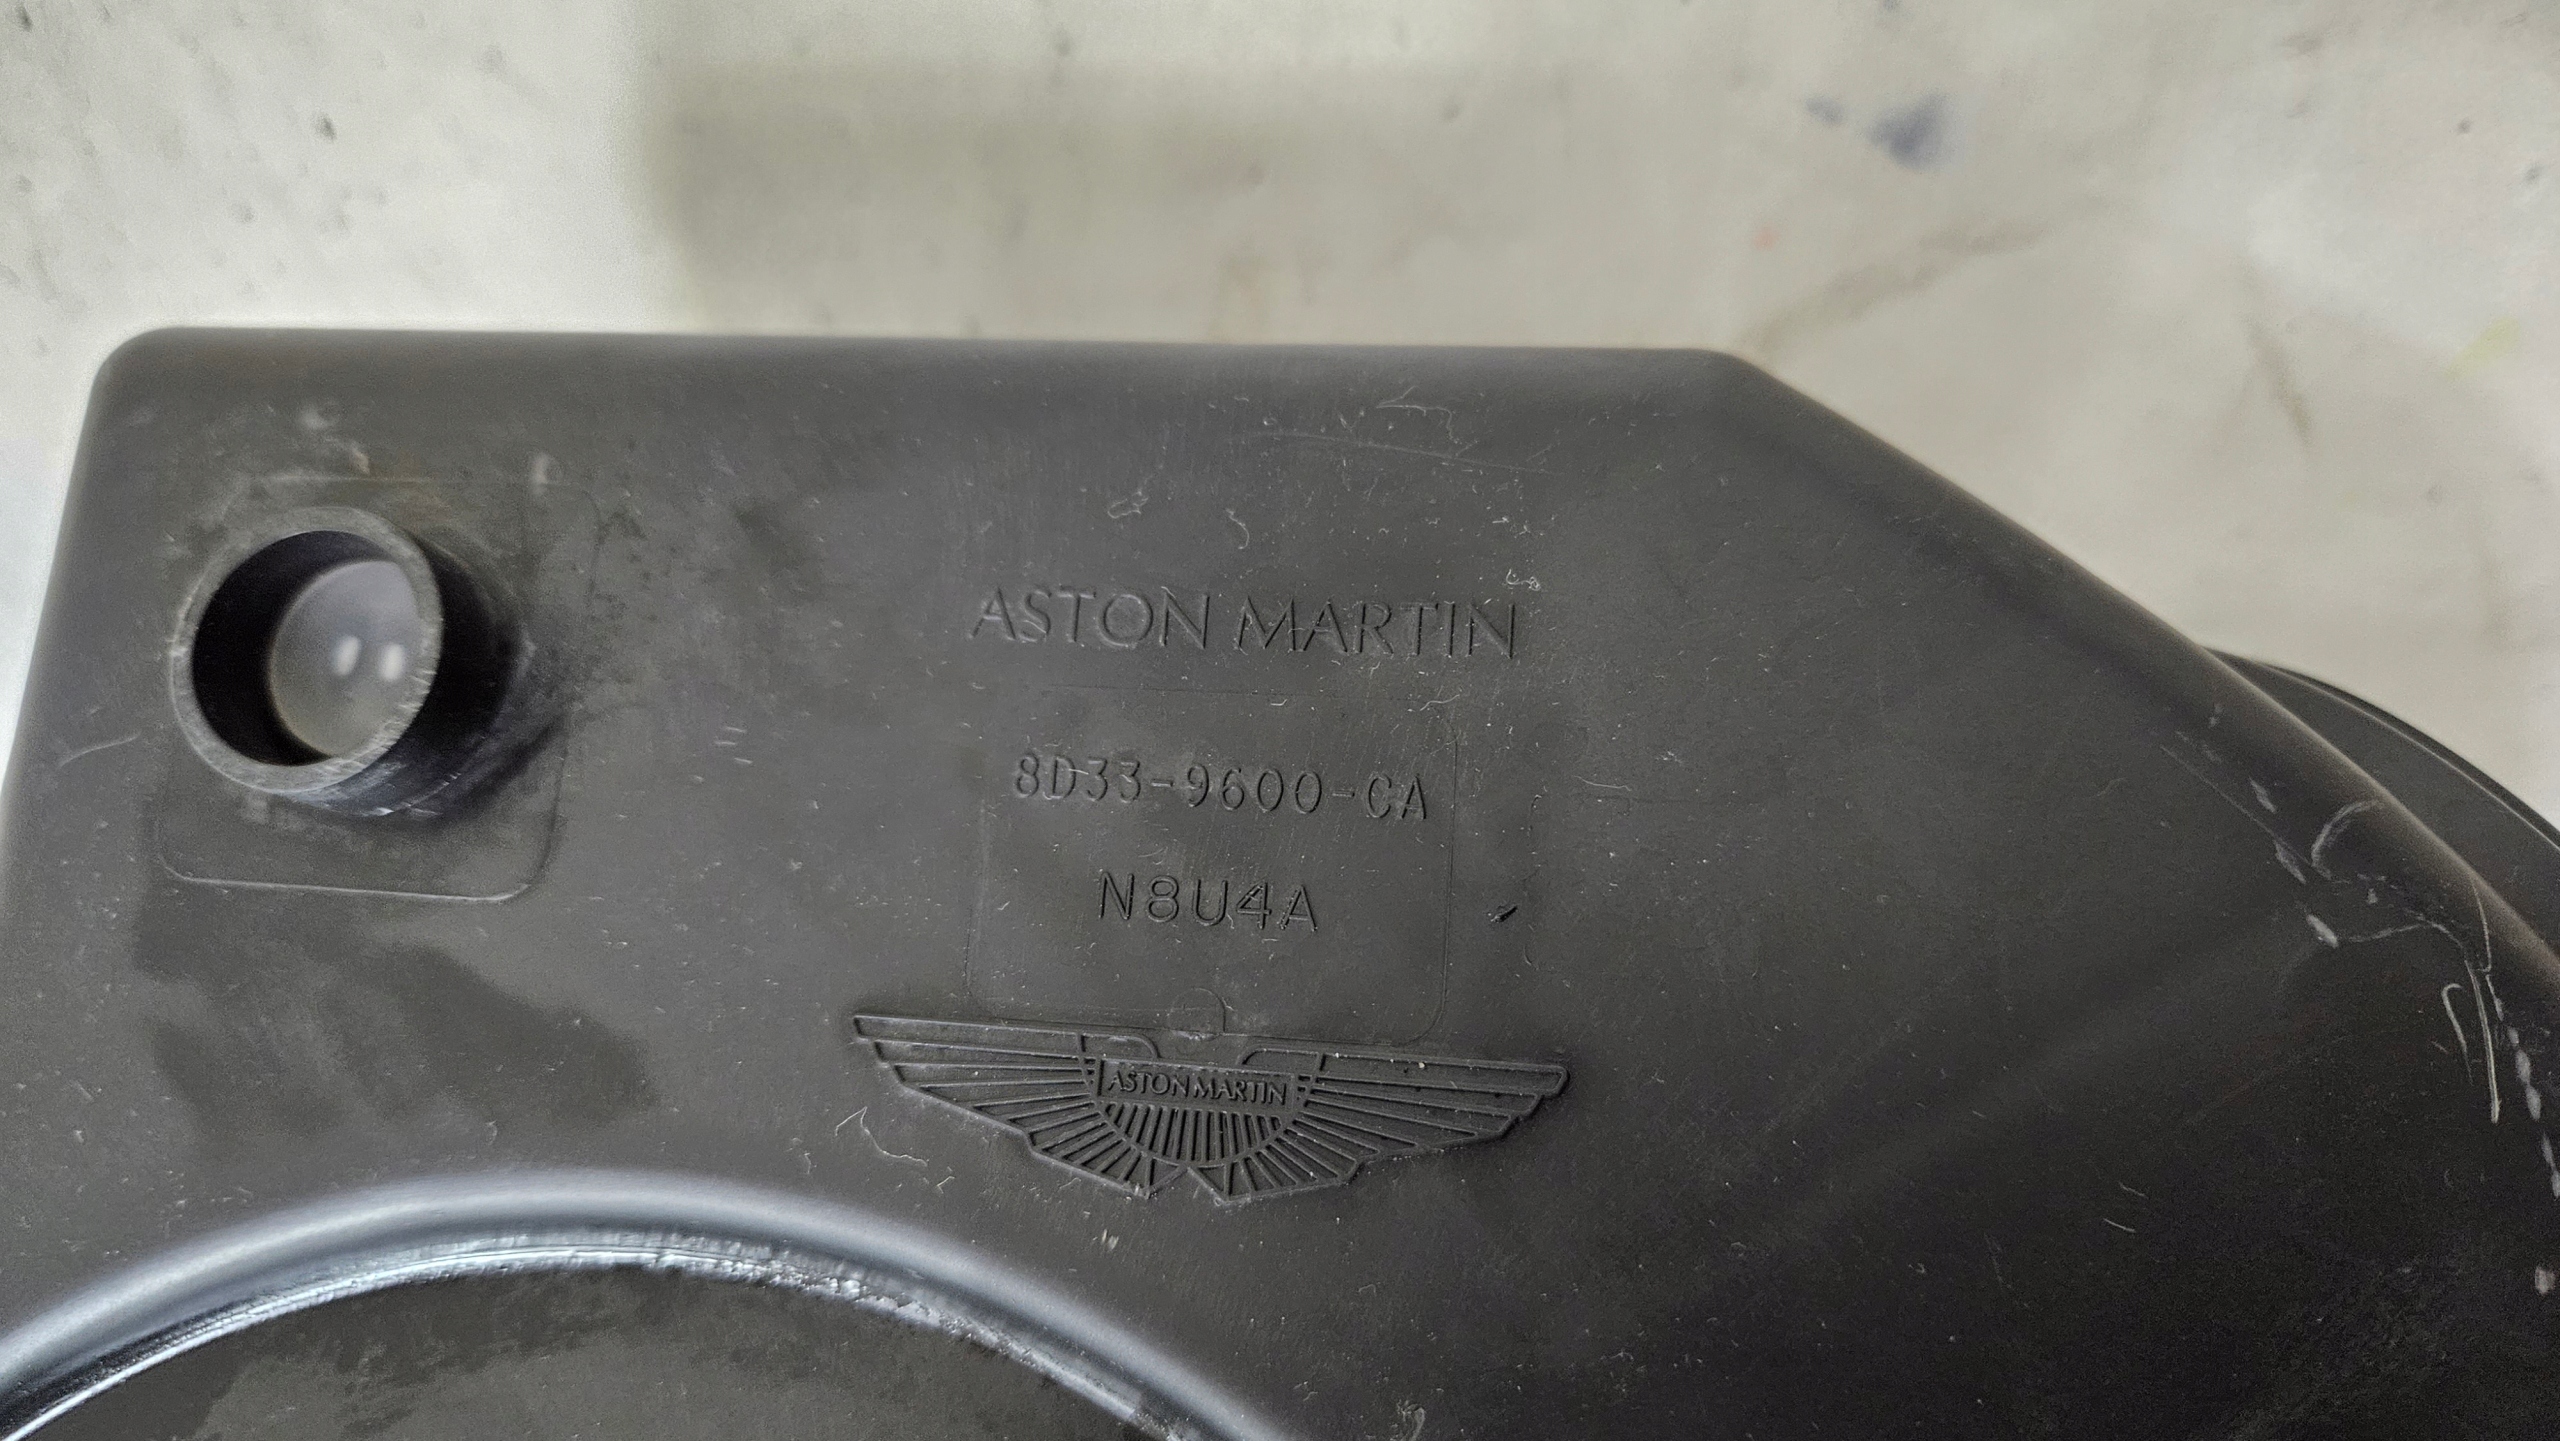 ASTON MARTIN
8D33-9600-CA
N8U4A
ASTON MARTIN